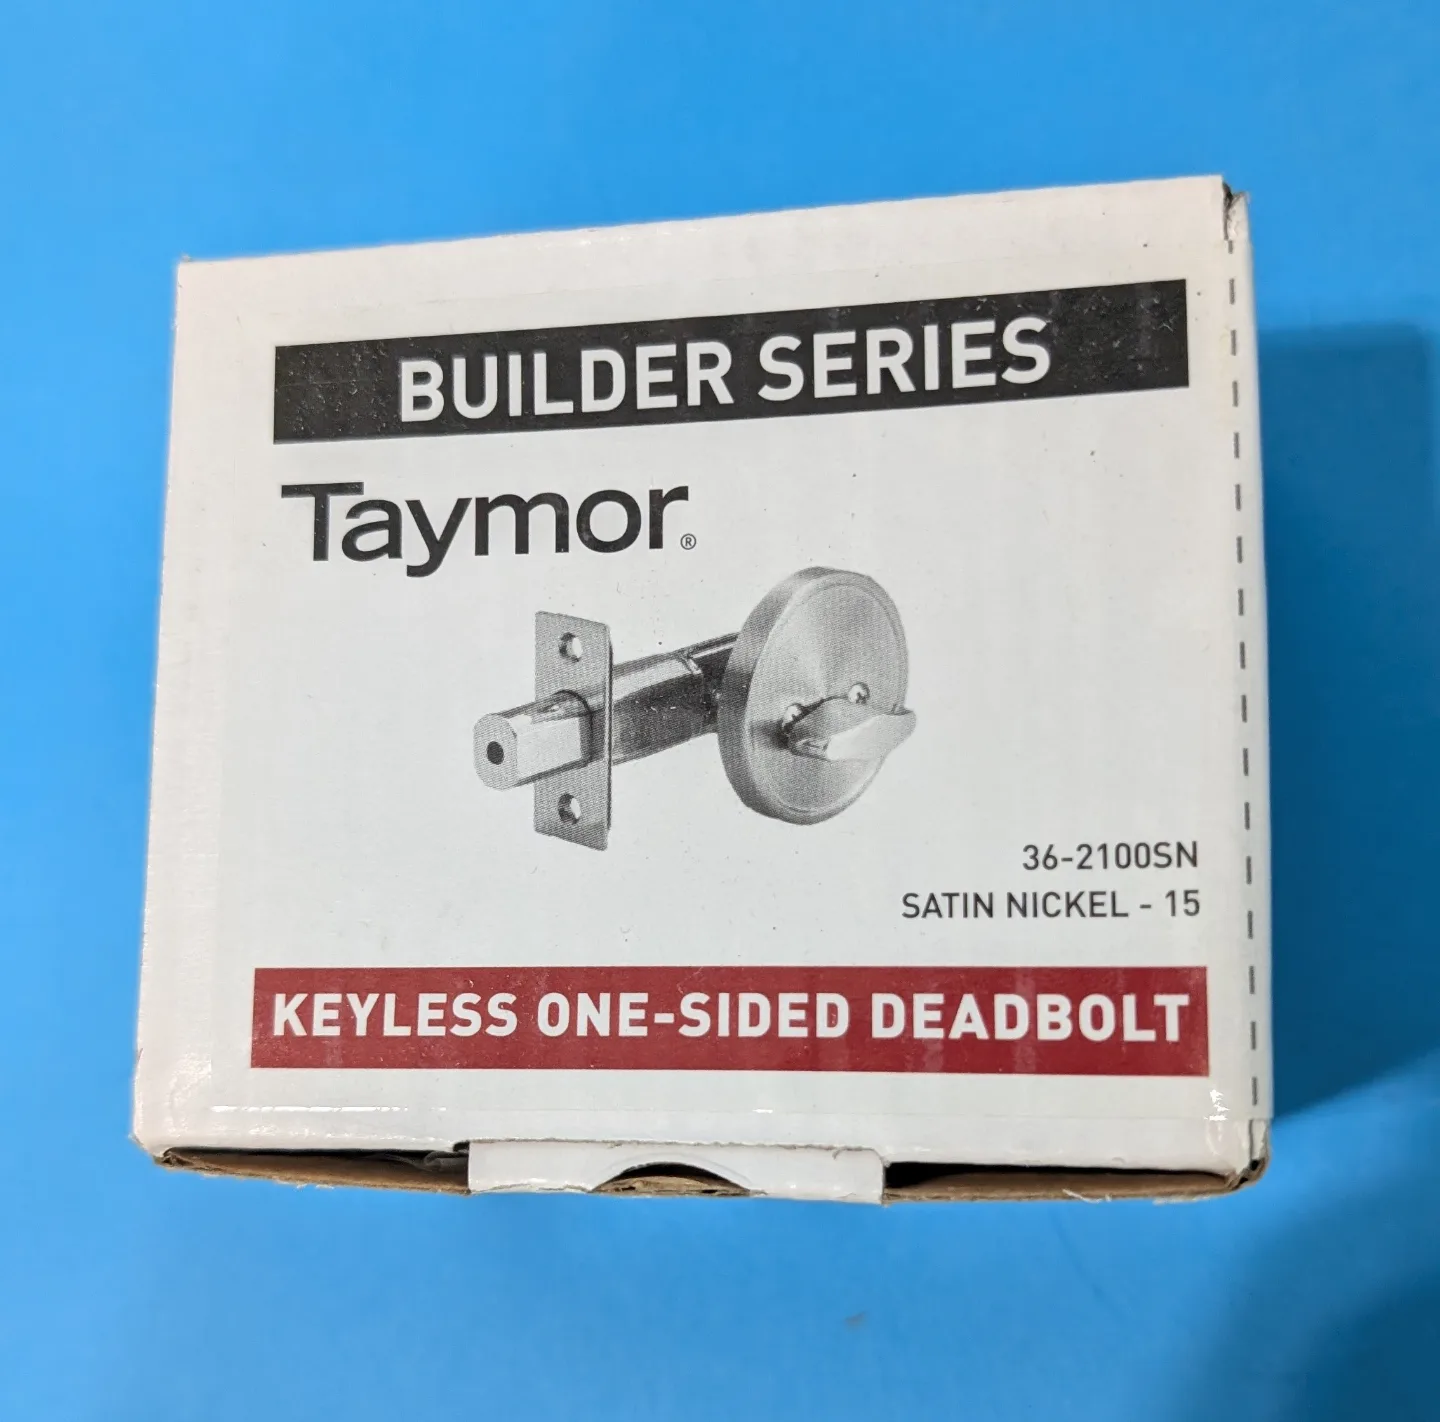 BUILDER SERIES
Taymor®
36-2100SN
SATIN NICKEL - 15
KEYLESS ONE-SIDED DEADBOLT